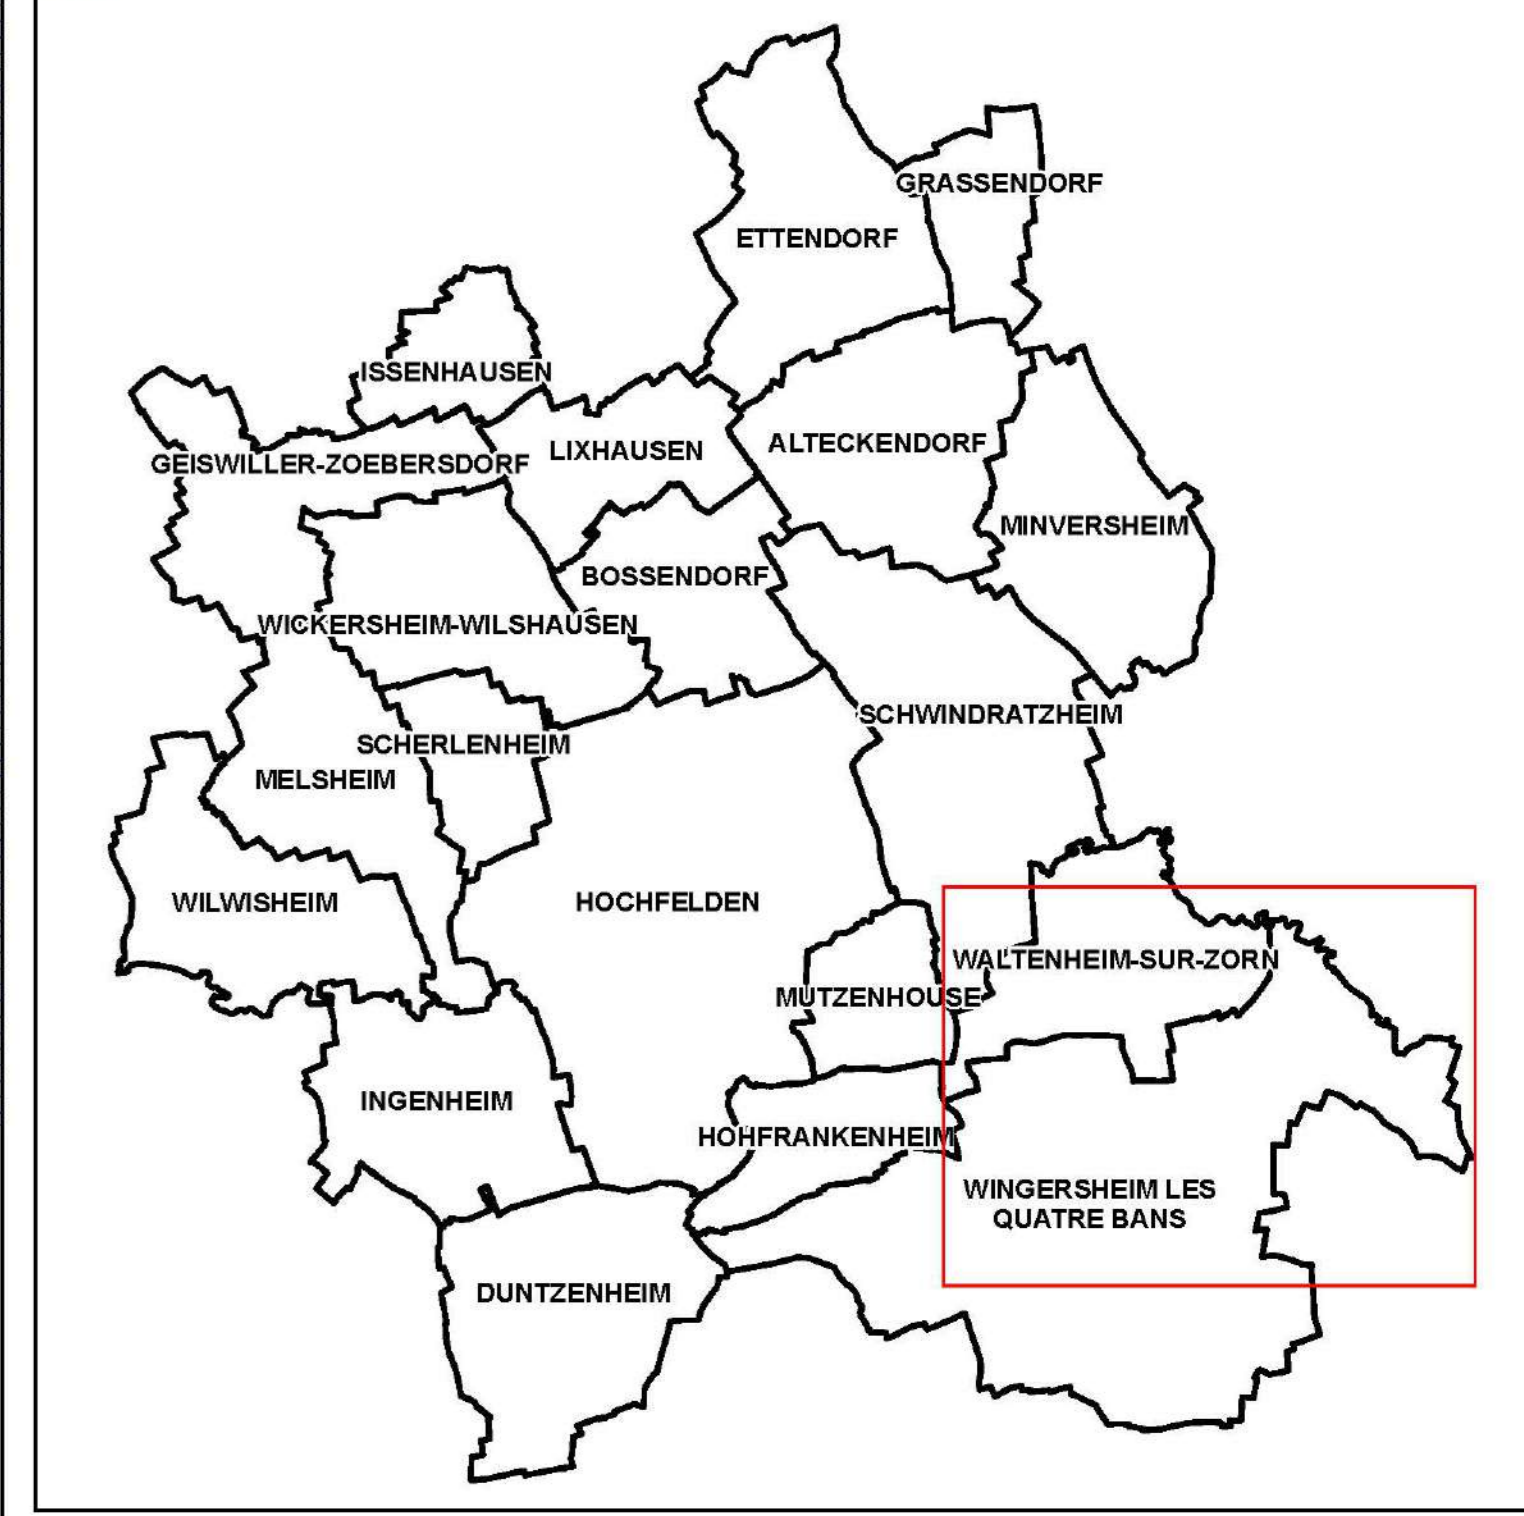 GRASSENDORF
ETTENDORF
ISSENHAUSEN
GEISWILLER-ZOEBERSDORF
LIXHAUSEN
ALTECKENDORF
MINVERSHEIM
BOSSENDORF
WICKERSHEIM-WILSHAUSEN
SCHWINDRATZHEIM
SCHERLENHEIM
MELSHEIM
WILWISHEIM
HOCHFELDEN
WALTENHEIM-SUR-ZORN
MUTZENHOUSE
INGENHEIM
HOHFRANKENHEIM
WINGERSHEIM LES
QUATRE BANS
DUNTZENHEIM